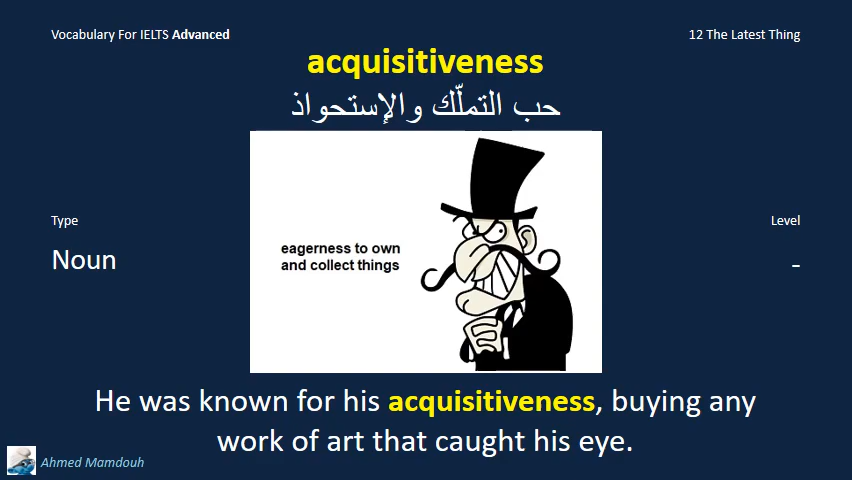 Vocabulary For IELTS Advanced
12 The Latest Thing
acquisitiveness
حب التملّك والإستحواذ
eagerness to own
and collect things
Type
Level
Noun
-
He was known for his acquisitiveness, buying any
work of art that caught his eye.
Ahmed Mamdouh